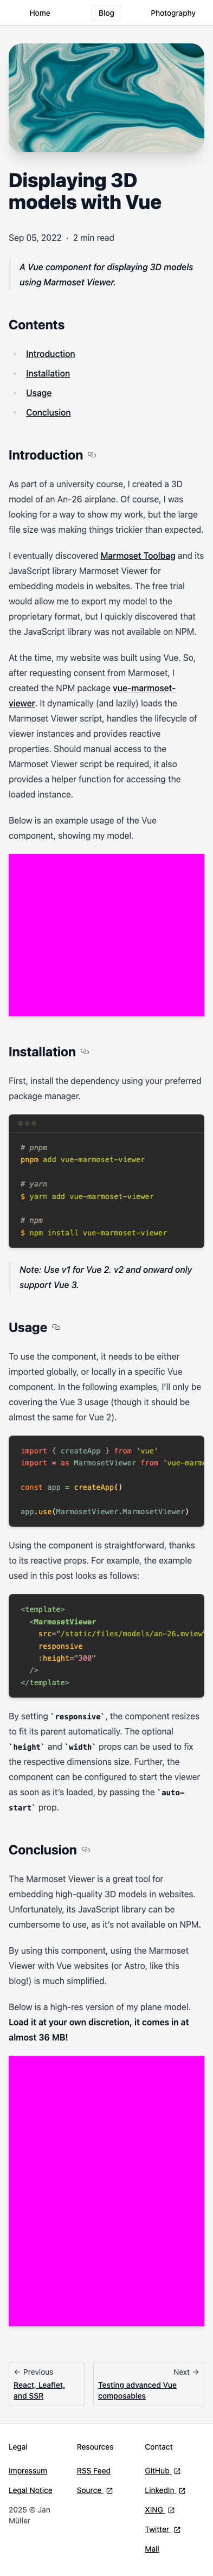 Home Blog Photography
Displaying 3D
models with Vue
Sep 05, 2022 · 2 min read
A Vue component for displaying 3D models
using Marmoset Viewer.
Contents
Introduction
Installation
Usage
Conclusion
Introduction
As part of a university course, I created a 3D
model of an An-26 airplane. Of course, I was
looking for a way to show my work, but the large
file size was making things trickier than expected.
I eventually discovered Marmoset Toolbag and its
JavaScript library Marmoset Viewer for
embedding models in websites. The free trial
would allow me to export my model to the
proprietary format, but I quickly discovered that
the JavaScript library was not available on NPM.
At the time, my website was built using Vue. So,
after requesting consent from Marmoset, I
created the NPM package vue-marmoset-
viewer. It dynamically (and lazily) loads the
Marmoset Viewer script, handles the lifecycle of
viewer instances and provides reactive
properties. Should manual access to the
Marmoset Viewer script be required, it also
provides a helper function for accessing the
loaded instance.
Below is an example usage of the Vue
component, showing my model.
Installation
First, install the dependency using your preferred
package manager.
# pnpm
pnpm add vue-marmoset-viewer
# yarn
$ yarn add vue-marmoset-viewer
# npm
$ npm install vue-marmoset-viewer
Note: Use v1 for Vue 2. v2 and onward only
support Vue 3.
Usage
To use the component, it needs to be either
imported globally, or locally in a specific Vue
component. In the following examples, I'll only be
covering the Vue 3 usage (though it should be
almost the same for Vue 2).
import { createApp } from 'vue'
import * as MarmosetViewer from 'vue-marmo
const app = createApp()
app.use(MarmosetViewer.MarmosetViewer)
Using the component is straightforward, thanks
to its reactive props. For example, the example
used in this post looks as follows:
<template>
<MarmosetViewer
src="/static/files/models/an-26.mview"
responsive
:height="300"
/>
</template>
By setting `responsive`, the component resizes
to fit its parent automatically. The optional
`height` and `width` props can be used to fix
the respective dimensions size. Further, the
component can be configured to start the viewer
as soon as it's loaded, by passing the `auto-
start` prop.
Conclusion
The Marmoset Viewer is a great tool for
embedding high-quality 3D models in websites.
Unfortunately, its JavaScript library can be
cumbersome to use, as it's not available on NPM.
By using this component, using the Marmoset
Viewer with Vue websites (or Astro, like this
blog!) is much simplified.
Below is a high-res version of my plane model.
Load it at your own discretion, it comes in at
almost 36 MB!
← Previous
React, Leaflet,
and SSR
Next →
Testing advanced Vue
composables
Legal
Impressum
Legal Notice
2025 © Jan
Müller
Resources
RSS Feed
Source
Contact
GitHub
LinkedIn
XING
Twitter
Mail